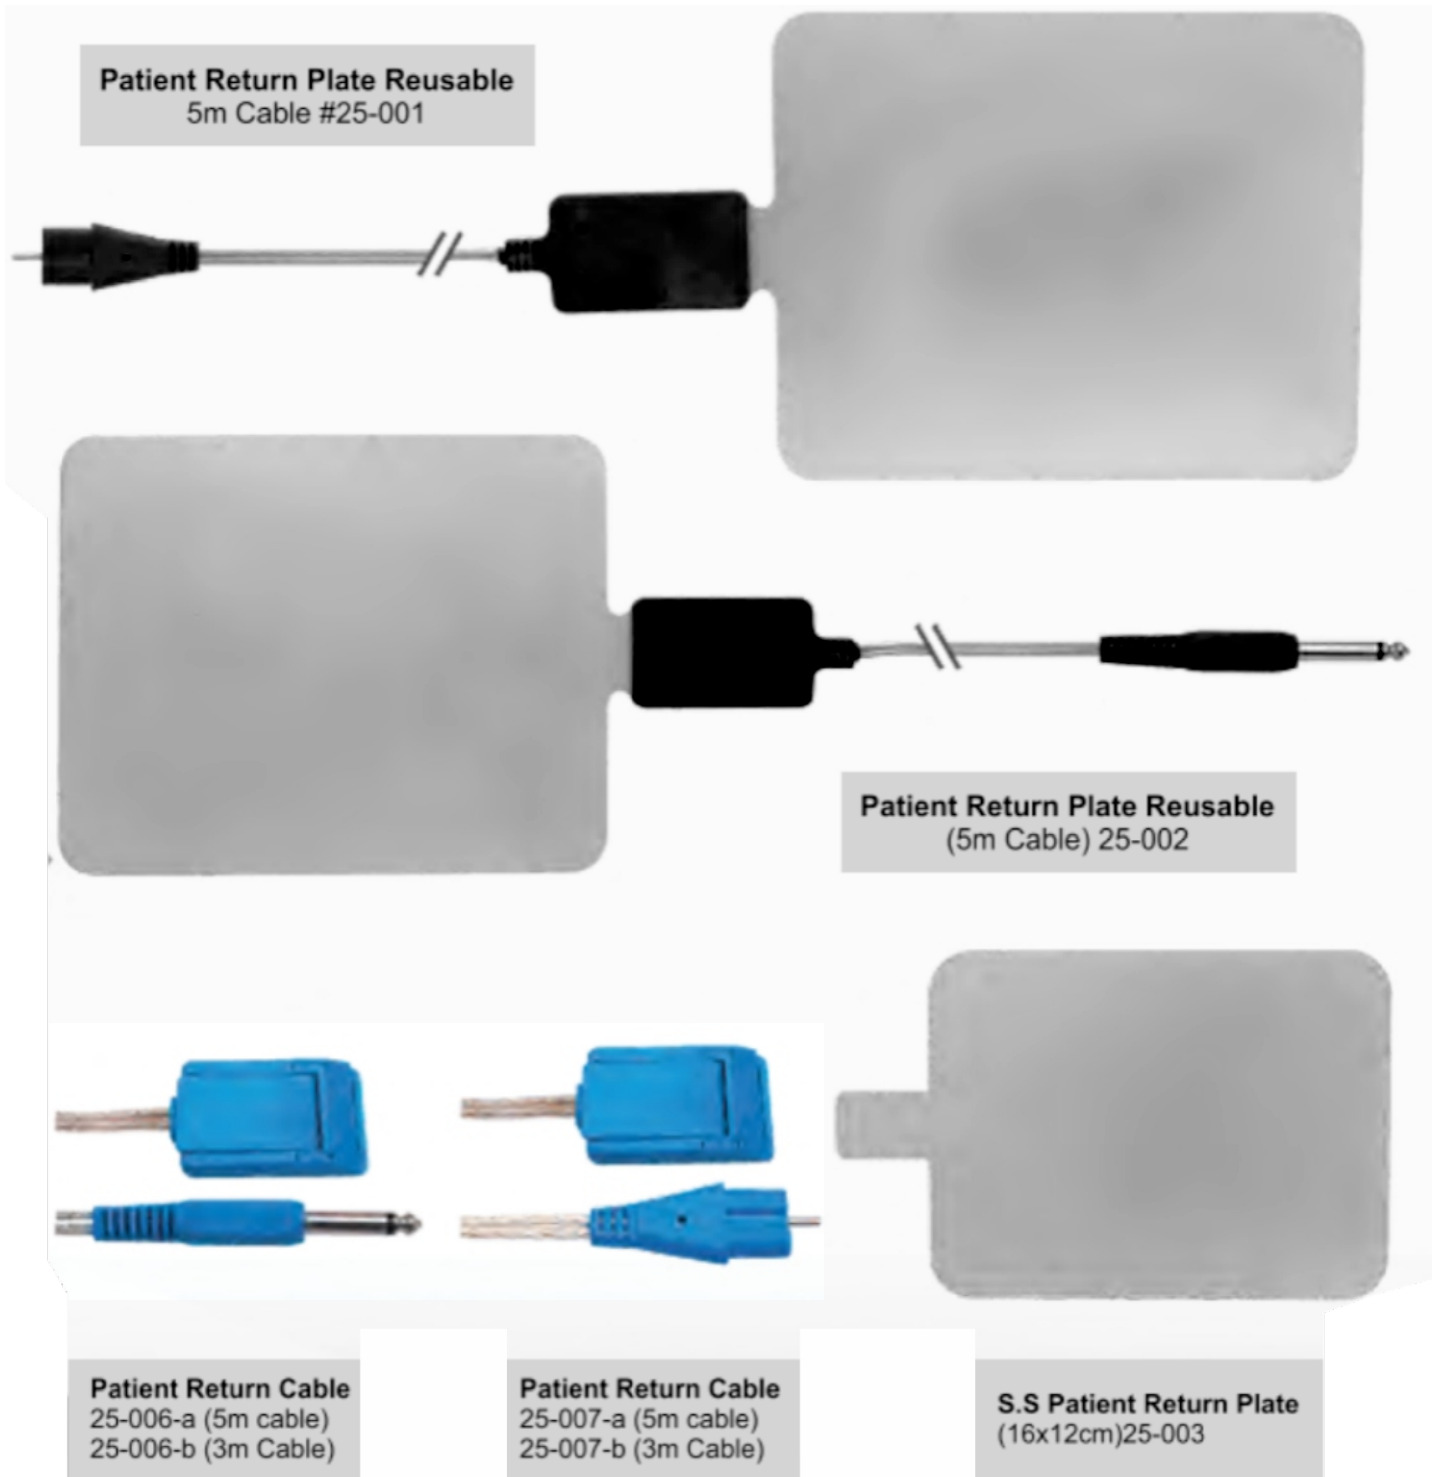 Patient Return Plate Reusable
5m Cable #25-001
Patient Return Plate Reusable
(5m Cable) 25-002
Patient Return Cable
25-006-a (5m cable)
25-006-b (3m Cable)
Patient Return Cable
25-007-a (5m cable)
25-007-b (3m Cable)
S.S Patient Return Plate
(16x12cm)25-003